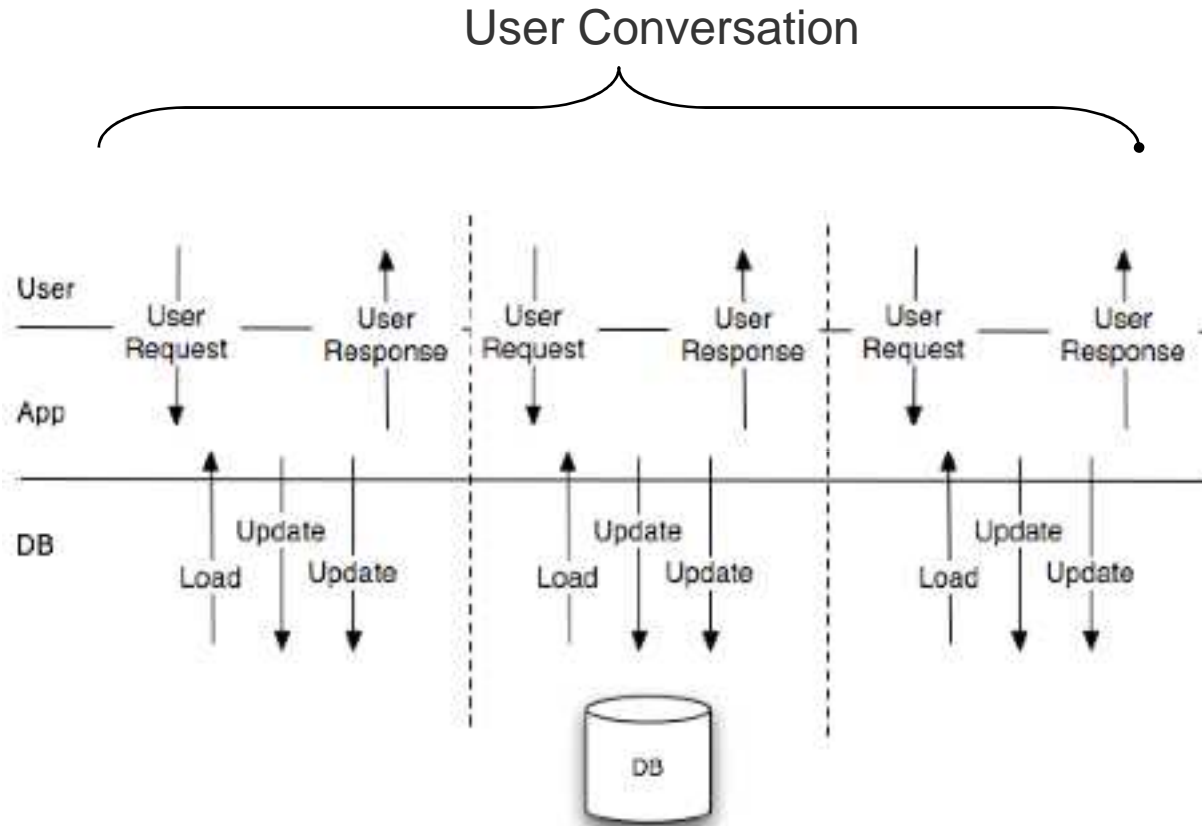 User Conversation
User
User
Request
User
Response
User
Request
User
Response
User
Request
User
Response
App
DB
Load
Update
Update
Load
Update
Update
Load
Update
Update
DB